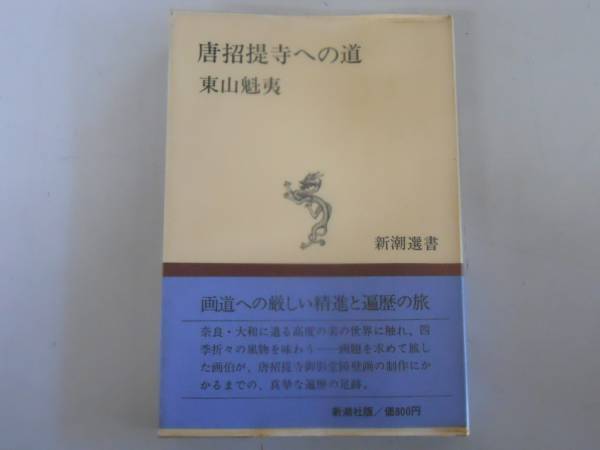 唐招提寺への道
東山魁夷
新潮選書
画道への厳しい精進と遍歴の旅
奈良・大和に遺る高度の美の世界に触れ、四
季折々の風物を味わう——画題を求めて旅し
た画伯が、唐招提寺御影堂障壁画の制作にか
かるまでの、真摯な遍歴の足跡。
新潮社版／価800円